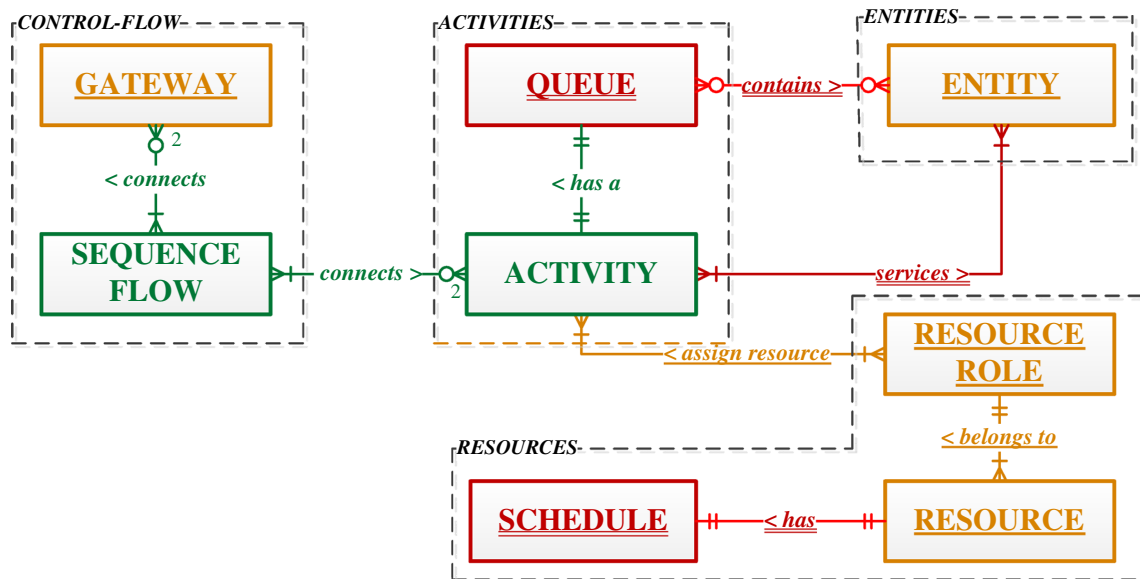 CONTROL-FLOW
GATEWAY
2
< connects
SEQUENCE
FLOW
connects >
ACTIVITIES
QUEUE
< has a
ACTIVITY
2
contains >
ENTITIES
ENTITY
services >
< assign resource
RESOURCE
ROLE
< belongs to
RESOURCES
SCHEDULE
< has
RESOURCE